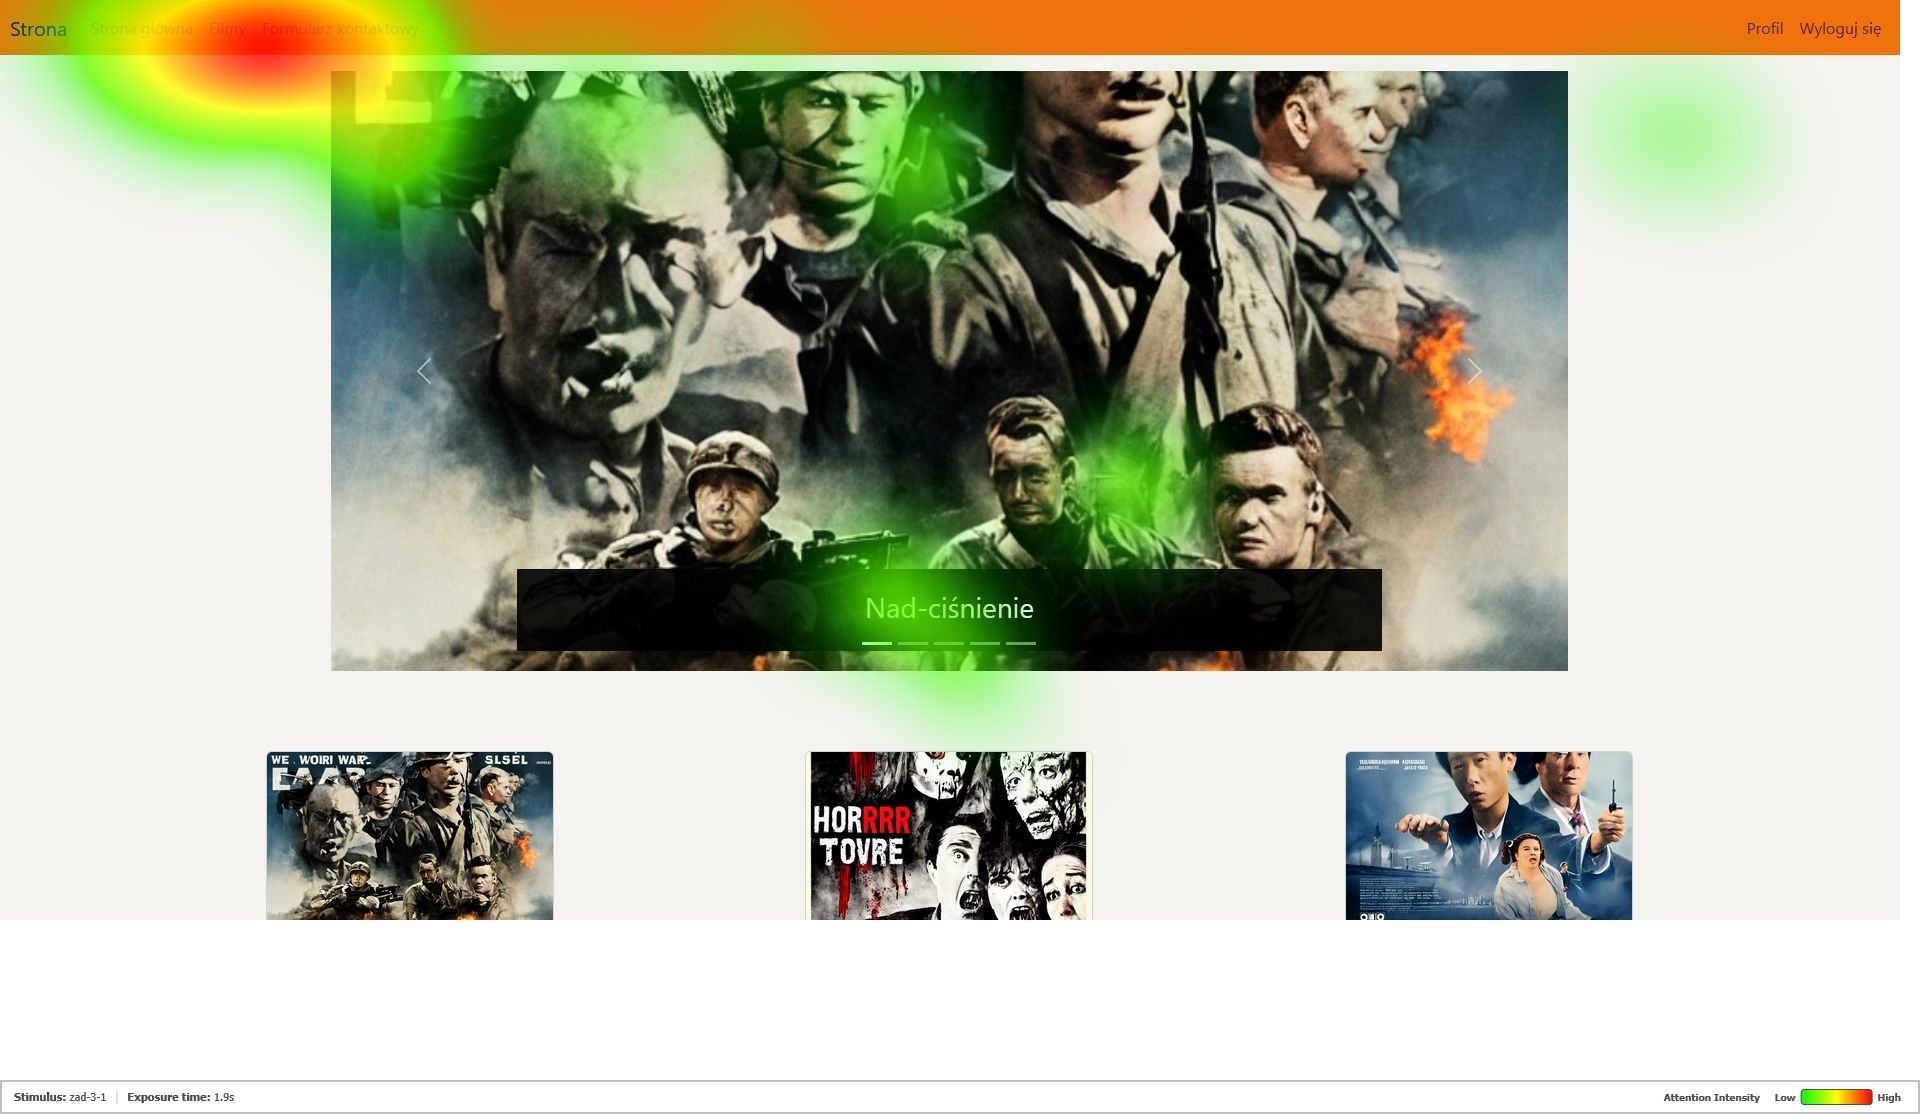 Strona Strona główna Filmy Formularz kontaktowy Profil Wyloguj się
Nad-ciśnienie
WE . WOIRI WAR. SLSEL
HORRRR
TOVRE
Stimulus: zad-3-1 | Exposure time: 1.9s Attention Intensity Low High